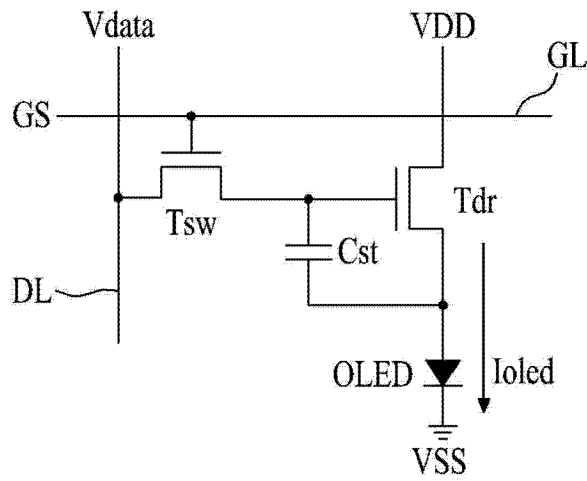 Vdata
VDD
GL
GS
Tsw
Tdr
Cst
DL
OLED
Ioled
VSS